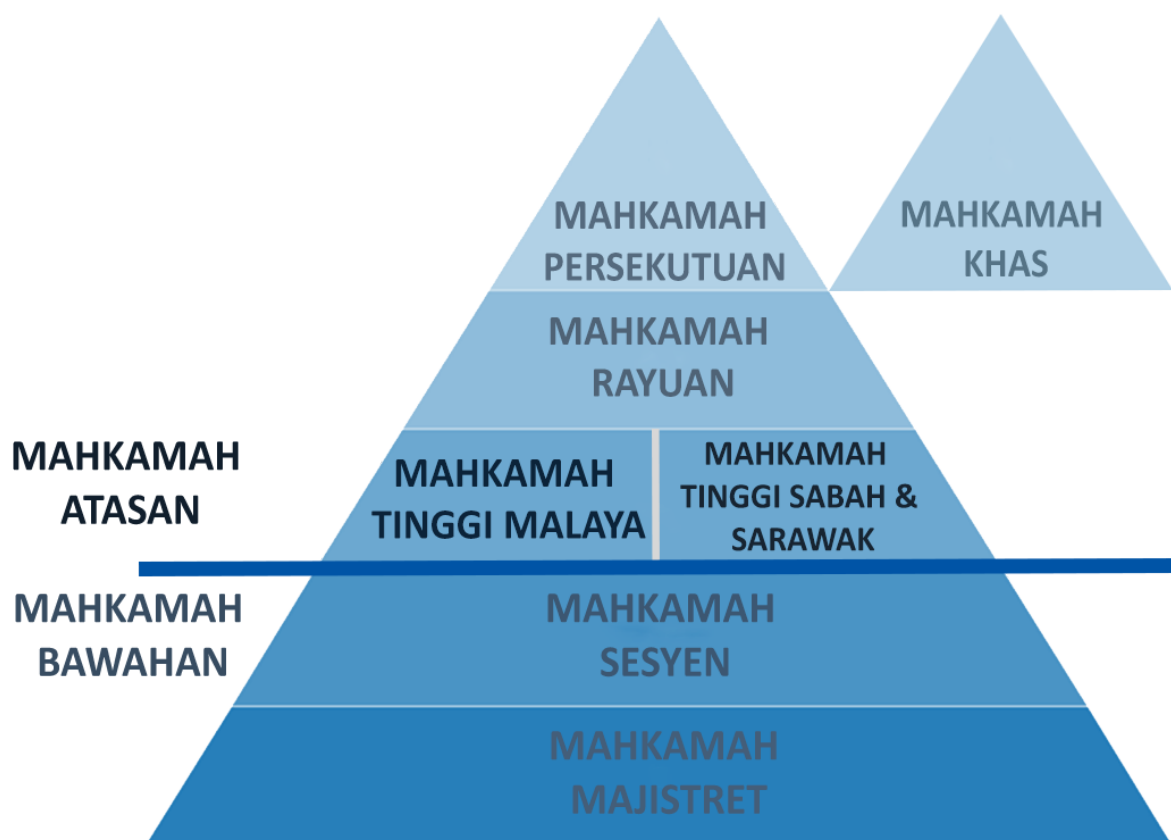 MAHKAMAH
PERSEKUTUAN
MAHKAMAH
KHAS
MAHKAMAH
RAYUAN
MAHKAMAH
ATASAN
MAHKAMAH
TINGGI MALAYA
MAHKAMAH
TINGGI SABAH &
SARAWAK
MAHKAMAH
BAWAHAN
MAHKAMAH
SESYEN
MAHKAMAH
MAJISTRET